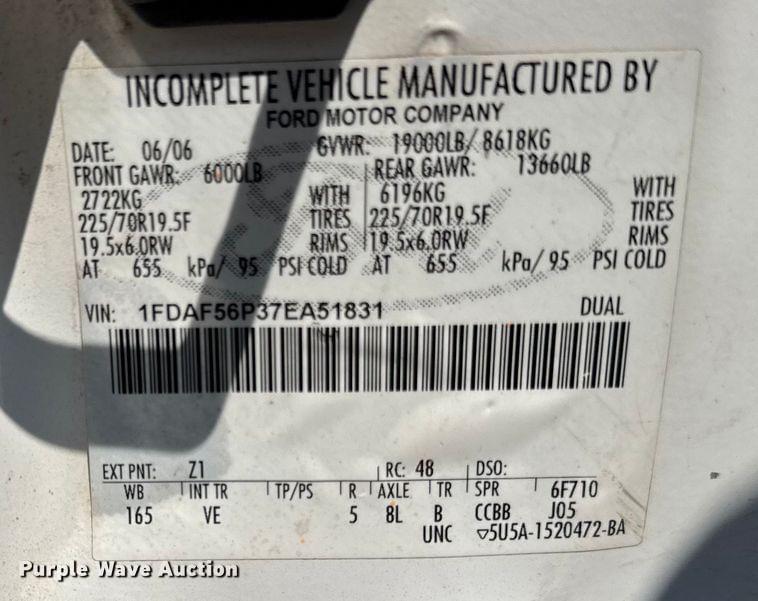 INCOMPLETE VEHICLE MANUFACTURED BY
FORD MOTOR COMPANY
DATE: 06/06 GVWR: 19000LB/ 8618KG
FRONT GAWR: 6000LB REAR GAWR: 13660LB
2722KG WITH 6196KG WITH
225/70R19.5F TIRES 225/70R19.5F TIRES
19.5x6.0RW RIMS 19.5x6.0RW RIMS
AT 655 kPa/ 95 PSI COLD AT 655 kPa/ 95 PSI COLD
VIN: 1FDAF56P37EA51831 DUAL
EXT PNT: Z1 RC: 48 DSO:
WB INT TR TP/PS R AXLE TR SPR 6F710
165 VE 5 8L B CCBB J05
UNC ▽5U5A-1520472-BA
Purple Wave Auction